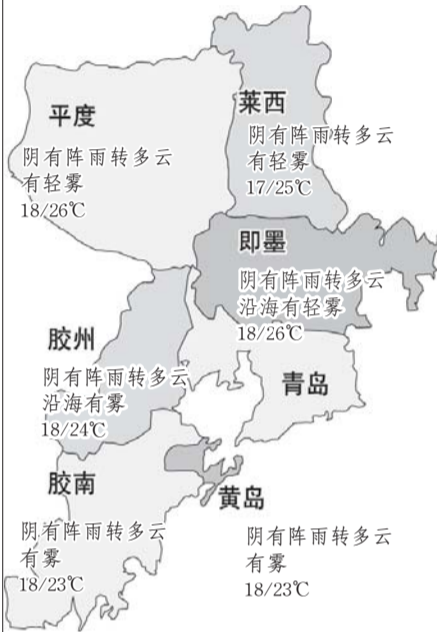 平度
阴有阵雨转多云
有轻雾
18/26℃
莱西
阴有阵雨转多云
有轻雾
17/25℃
即墨
阴有阵雨转多云
沿海有轻雾
18/26℃
胶州
阴有阵雨转多云
沿海有雾
18/24℃
青岛
胶南
阴有阵雨转多云
有雾
18/23℃
黄岛
阴有阵雨转多云
有雾
18/23℃